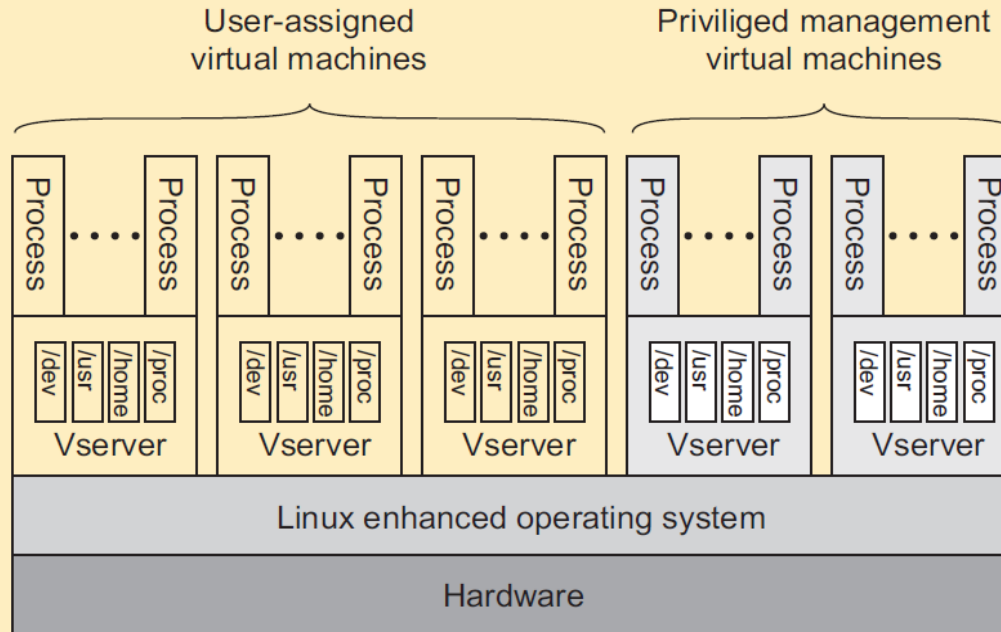 User-assigned
virtual machines
Priviliged management
virtual machines
Process
Process
Process
Process
Process
Process
Process
Process
Process
Process
/dev
/usr
/home
/proc
/dev
/usr
/home
/proc
/dev
/usr
/home
/proc
/dev
/usr
/home
/proc
/dev
/usr
/home
/proc
Vserver
Vserver
Vserver
Vserver
Vserver
Linux enhanced operating system
Hardware